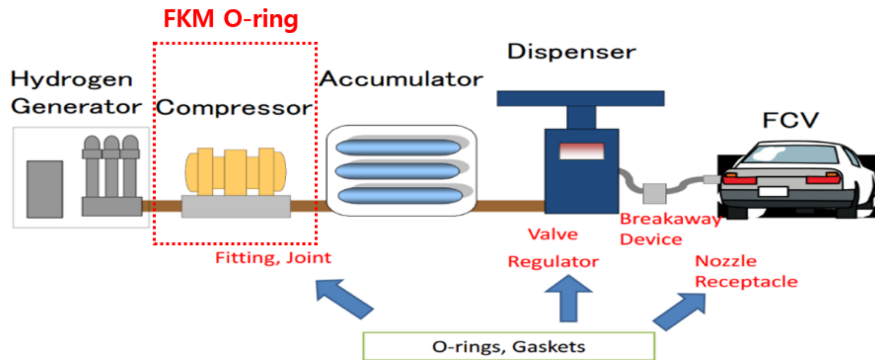 FKM O-ring
Hydrogen
Generator
Compressor
Accumulator
Dispenser
FCV
Fitting, Joint
Valve
Regulator
Breakaway
Device
Nozzle
Receptacle
O-rings, Gaskets